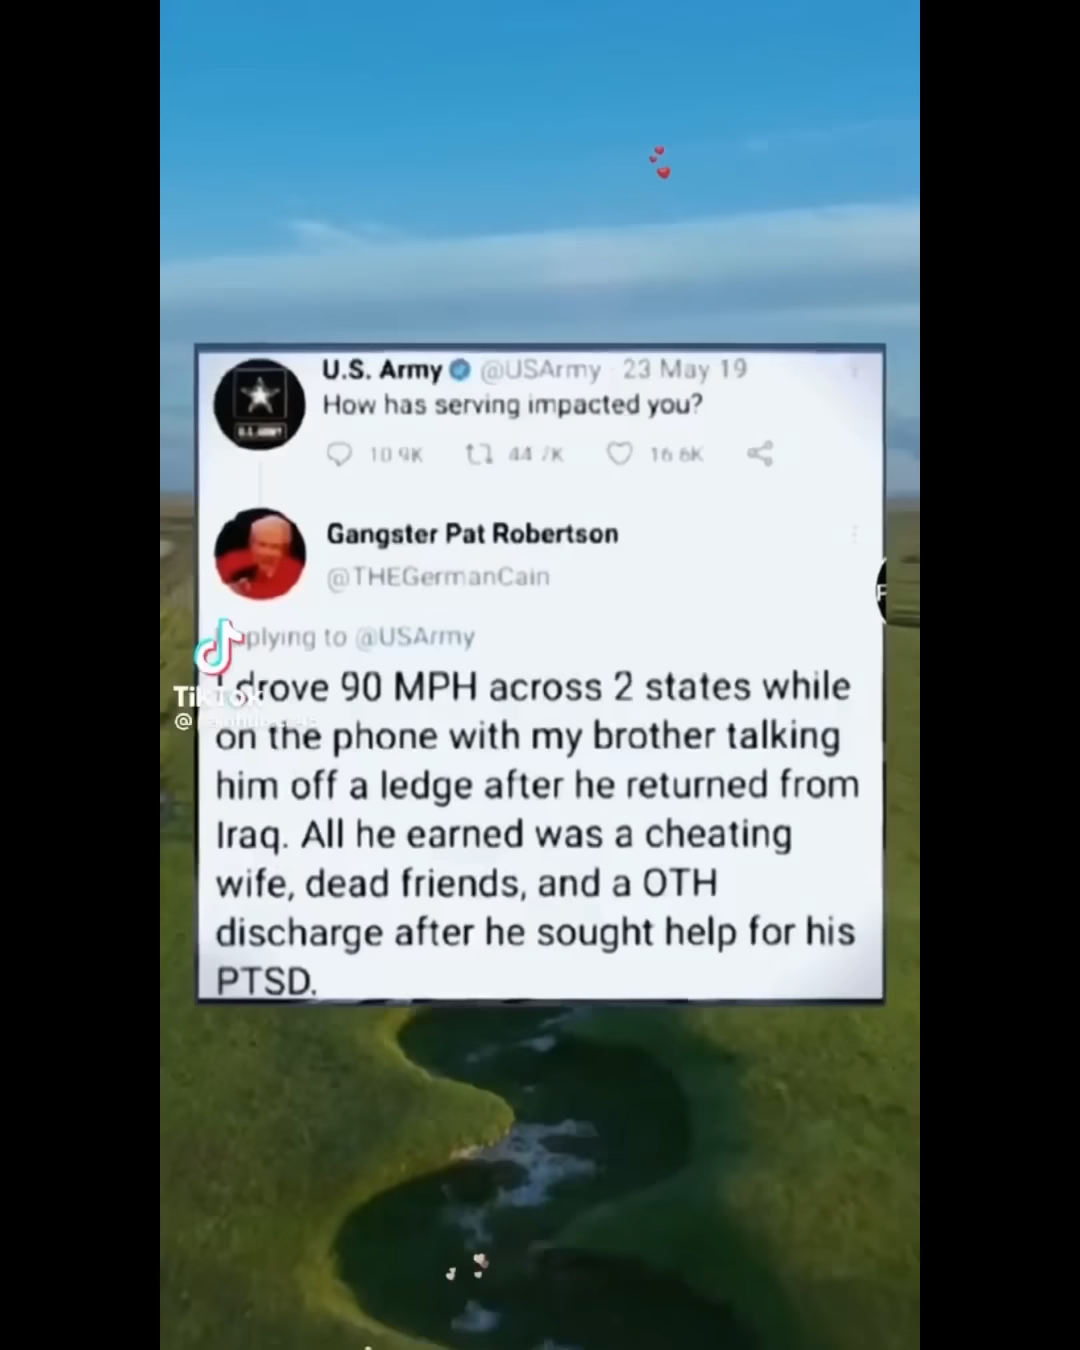 U.S. Army @USArmy · 23 May 19
How has serving impacted you?
10.9K 44.7K 16.6K
U.S. ARMY
Gangster Pat Robertson
@THEGermanCain
plying to @USArmy
I drove 90 MPH across 2 states while
on the phone with my brother talking
him off a ledge after he returned from
Iraq. All he earned was a cheating
wife, dead friends, and a OTH
discharge after he sought help for his
PTSD.
TikTok